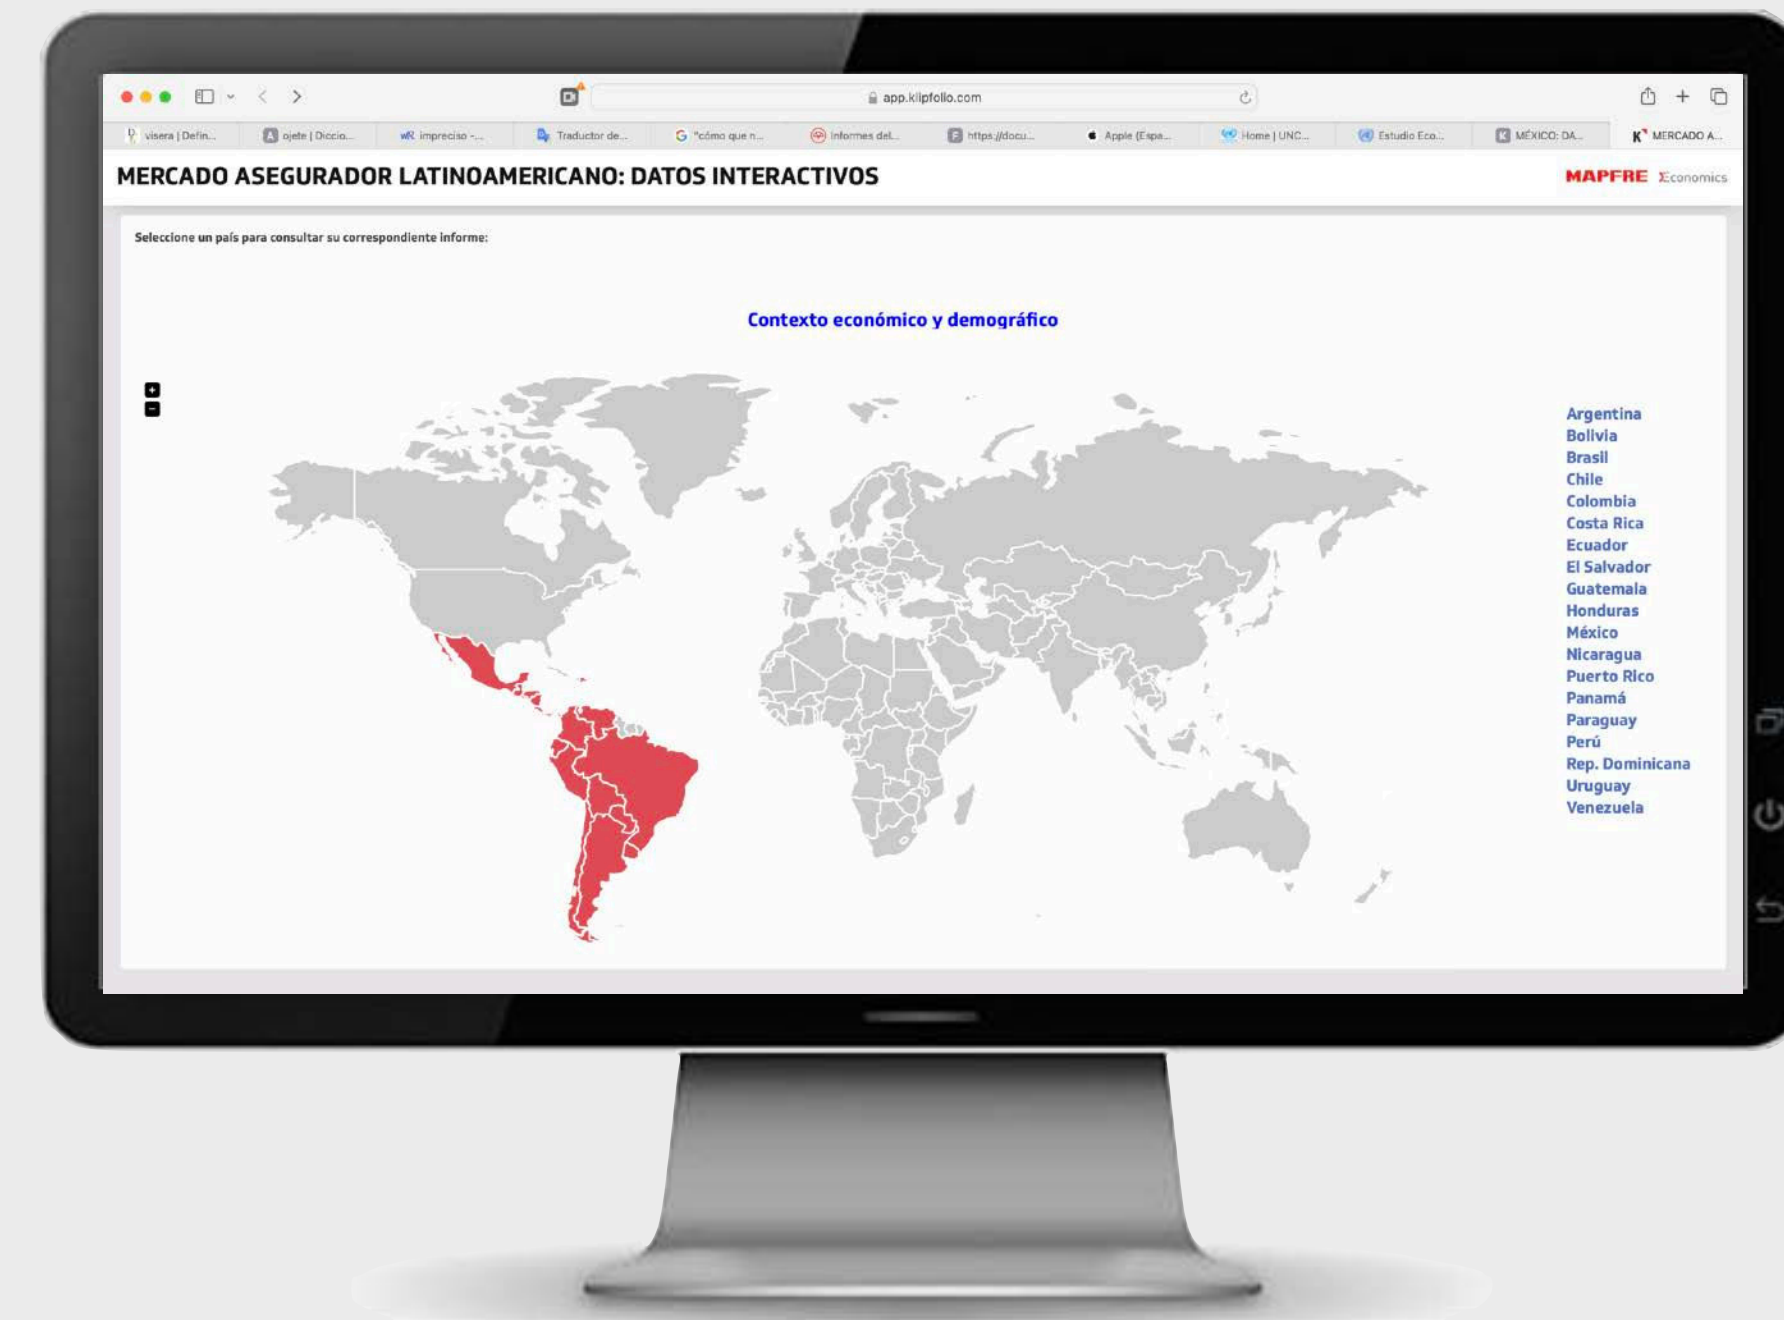 app.klipfolio.com
visera | Defin...
ojete | Diccio...
wR impreciso -...
Traductor de...
G "cómo que n...
Informes del...
F https://docu...
Apple (Espa...
Home | UNC...
Estudio Eco...
K MÉXICO: DA...
K MERCADO A...
MERCADO ASEGURADOR LATINOAMERICANO: DATOS INTERACTIVOS
MAPFRE Economics
Seleccione un país para consultar su correspondiente informe:
Contexto económico y demográfico
+
-
Argentina
Bolivia
Brasil
Chile
Colombia
Costa Rica
Ecuador
El Salvador
Guatemala
Honduras
México
Nicaragua
Puerto Rico
Panamá
Paraguay
Perú
Rep. Dominicana
Uruguay
Venezuela